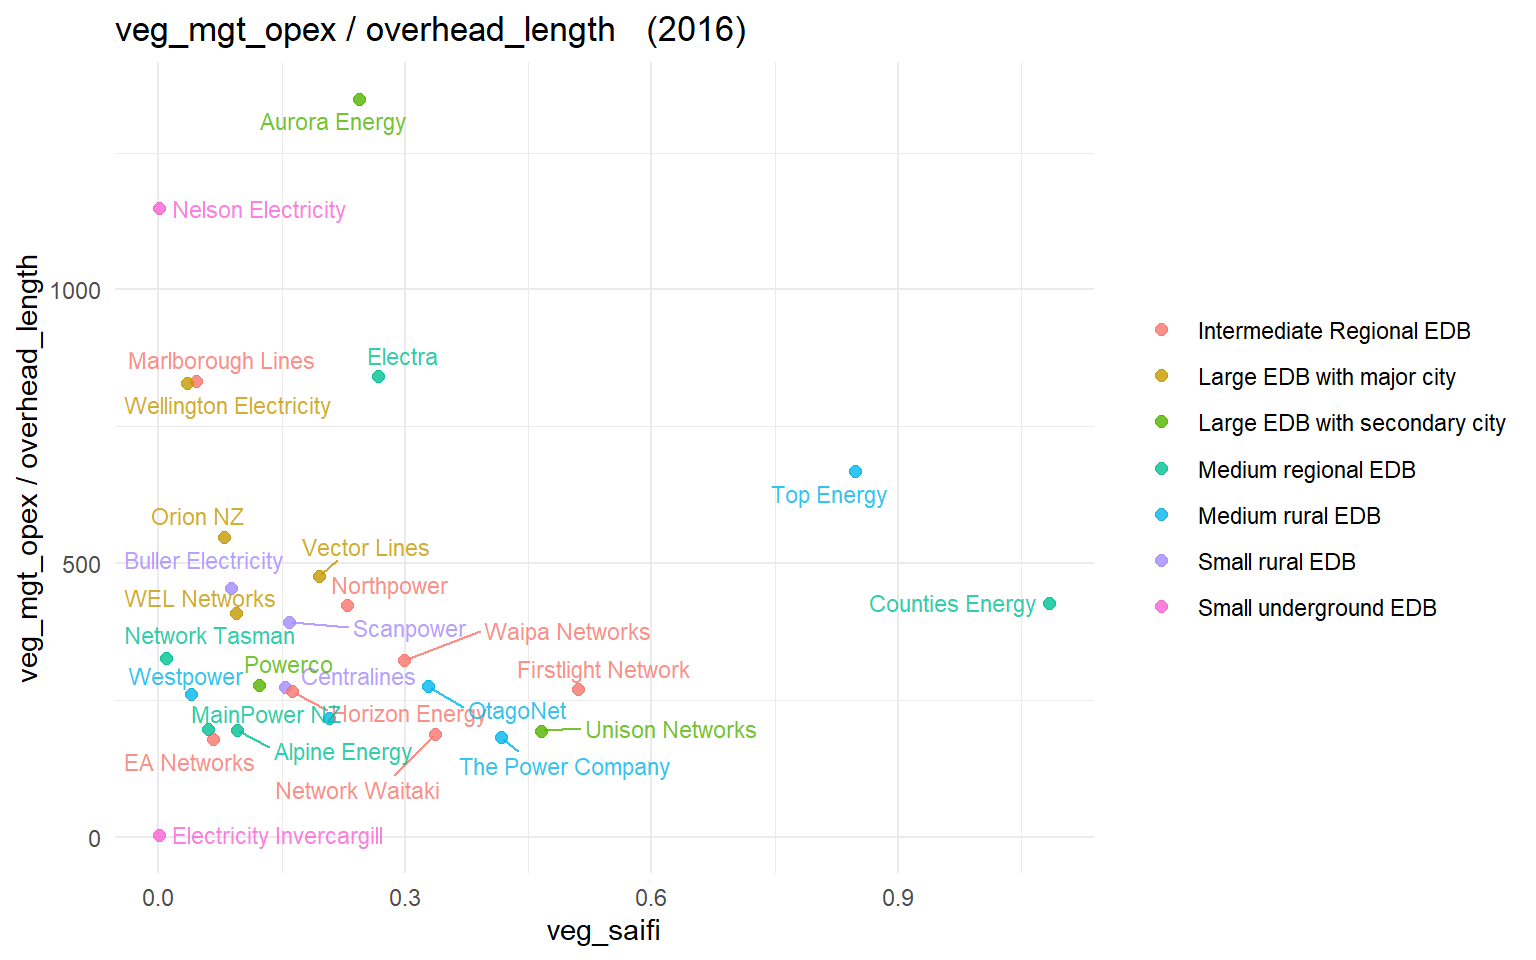 veg_mgt_opex / overhead_length (2016)
Aurora Energy
Nelson Electricity
1000
Marlborough Lines
Electra
Wellington Electricity
Top Energy
Orion NZ
Vector Lines
Buller Electricity
500
Northpower
WEL Networks
Counties Energy
Scanpower
Waipa Networks
Network Tasman
Powerco
Firstlight Network
Westpower
Centralines
MainPower NZ
Horizon Energy
OtagoNet
Unison Networks
Alpine Energy
EA Networks
The Power Company
Network Waitaki
0
Electricity Invercargill
0.0
0.3
0.6
0.9
veg_saifi
veg_mgt_opex / overhead_length
Intermediate Regional EDB
Large EDB with major city
Large EDB with secondary city
Medium regional EDB
Medium rural EDB
Small rural EDB
Small underground EDB